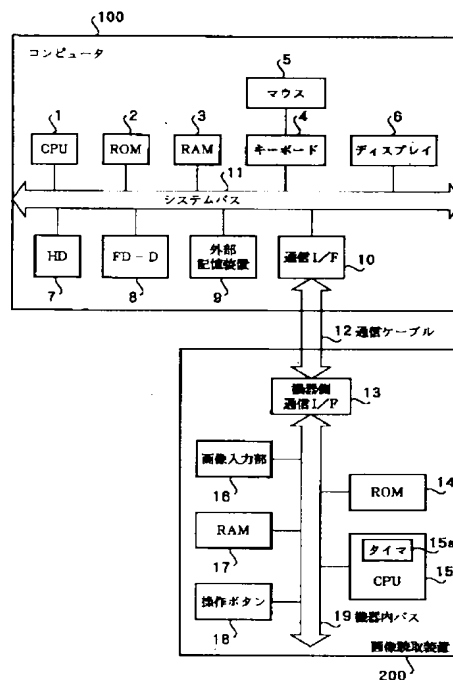 100
コンピュータ
5
マウス
1
2
3
4
6
CPU
ROM
RAM
キーボード
ディスプレイ
11
システムバス
HD
FD-D
外部
記憶装置
通信I/F
10
7
8
9
12 通信ケーブル
機器側
通信I/F
13
画像入力部
16
14
ROM
RAM
17
15a
タイマ
CPU
15
操作ボタン
18
19 機器内バス
画像読取装置
200